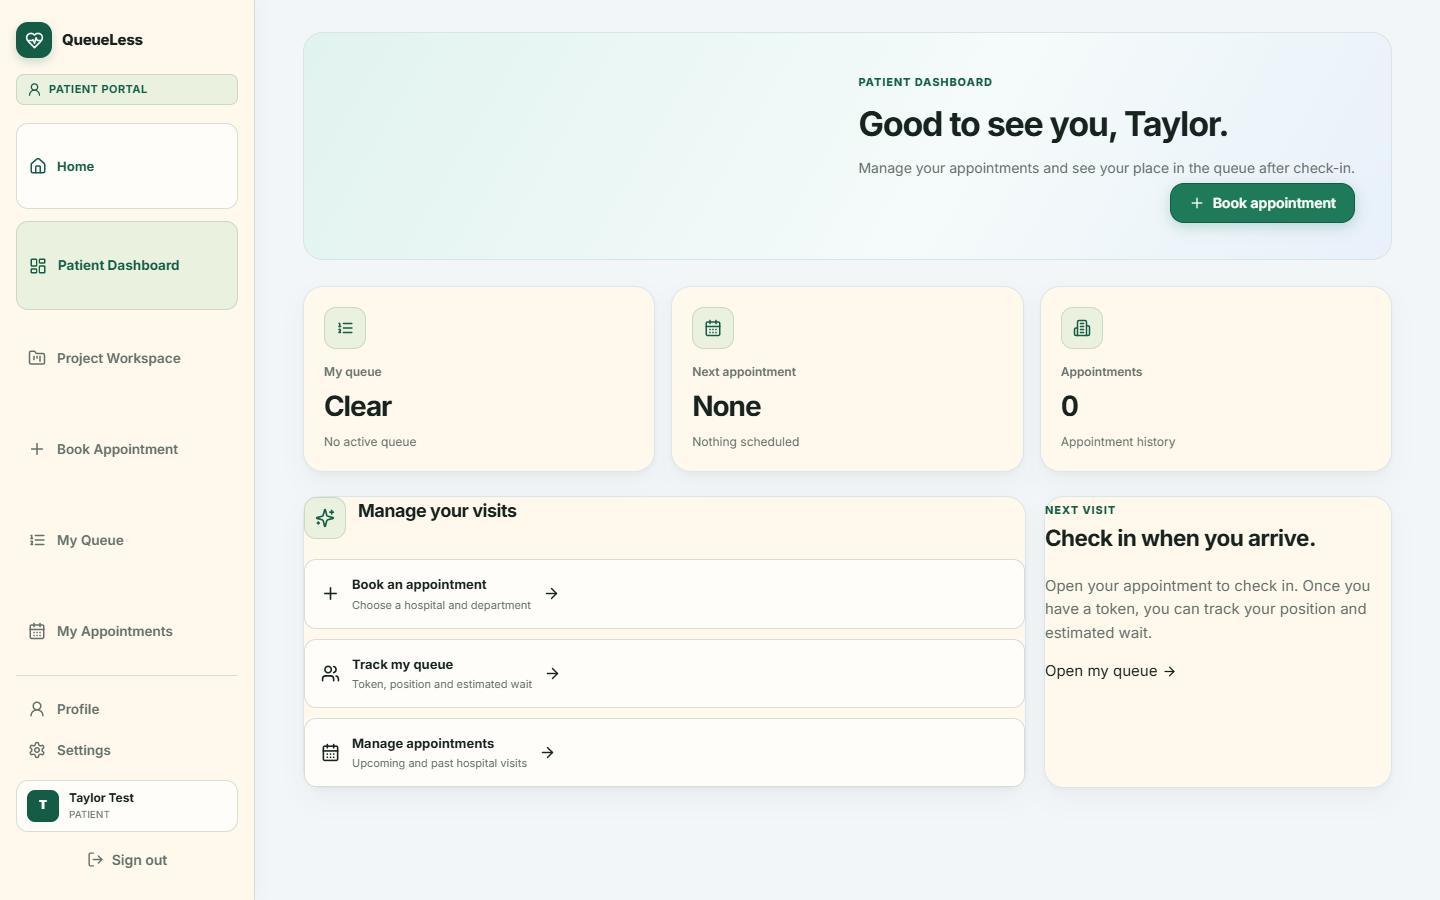 QueueLess
PATIENT PORTAL
Home
Patient Dashboard
Project Workspace
Book Appointment
My Queue
My Appointments
Profile
Settings
T
Taylor Test
PATIENT
Sign out
PATIENT DASHBOARD
Good to see you, Taylor.
Manage your appointments and see your place in the queue after check-in.
Book appointment
My queue
Clear
No active queue
Next appointment
None
Nothing scheduled
Appointments
0
Appointment history
Manage your visits
Book an appointment
Choose a hospital and department
Track my queue
Token, position and estimated wait
Manage appointments
Upcoming and past hospital visits
NEXT VISIT
Check in when you arrive.
Open your appointment to check in. Once you
have a token, you can track your position and
estimated wait.
Open my queue →